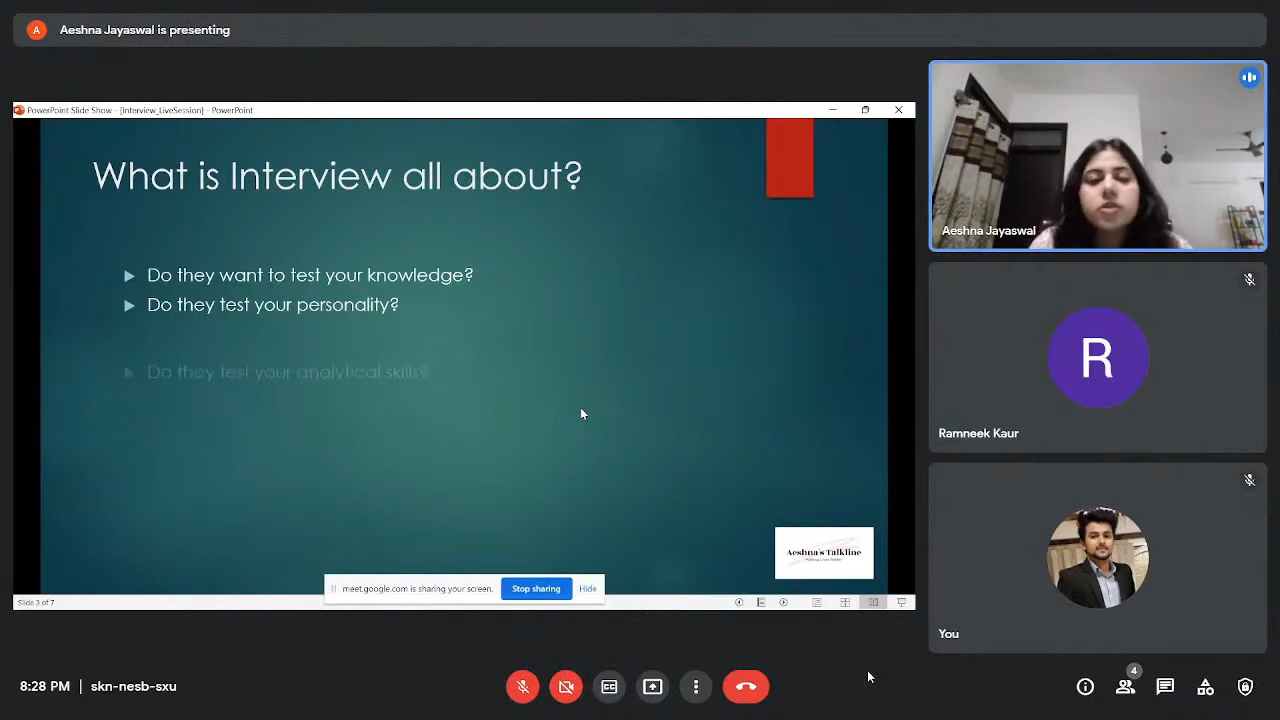 A
Aeshna Jayaswal is presenting
PowerPoint Slide Show - [Interview_LiveSession] - PowerPoint
What is Interview all about?
Do they want to test your knowledge?
Do they test your personality?
Do they test your analytical skills?
Aeshna's Talkline
meet.google.com is sharing your screen.
Stop sharing
Hide
Slide 3 of 7
Aeshna Jayaswal
R
Ramneek Kaur
You
8:28 PM | skn-nesb-sxu
CC
4